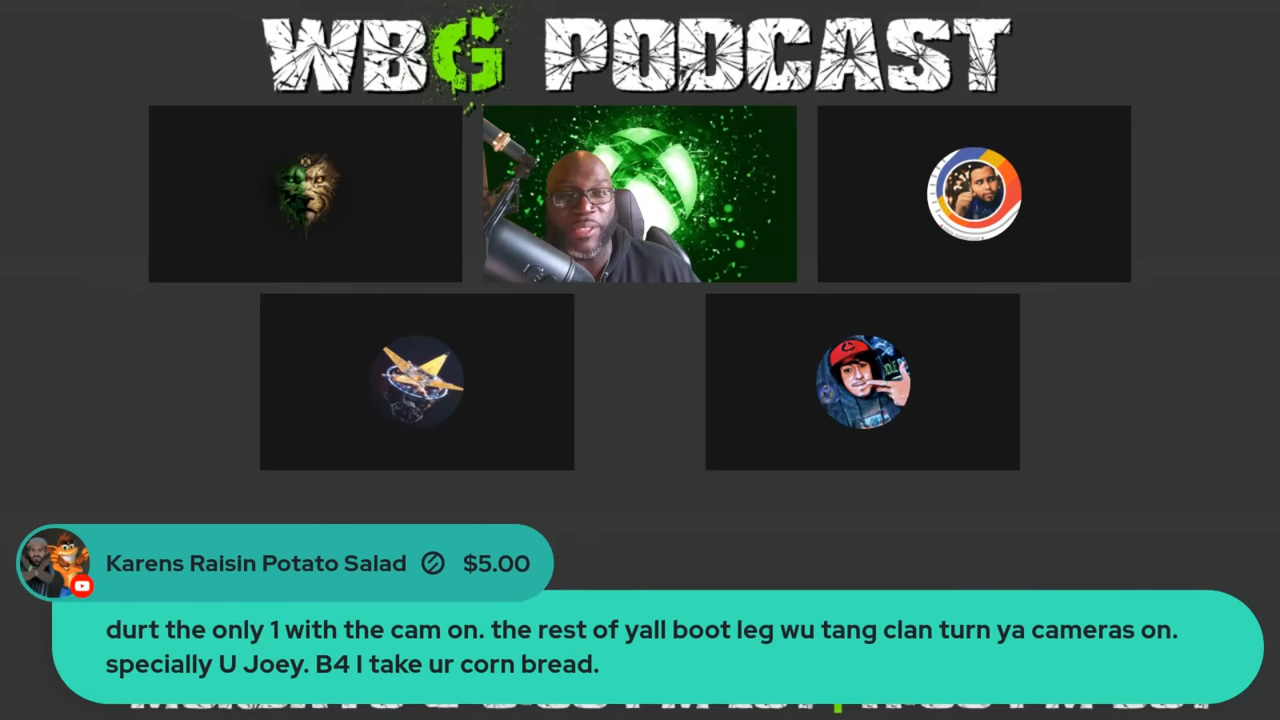 WBG PODCAST
Karens Raisin Potato Salad $5.00
durt the only 1 with the cam on. the rest of yall boot leg wu tang clan turn ya cameras on.
specially U Joey. B4 I take ur corn bread.